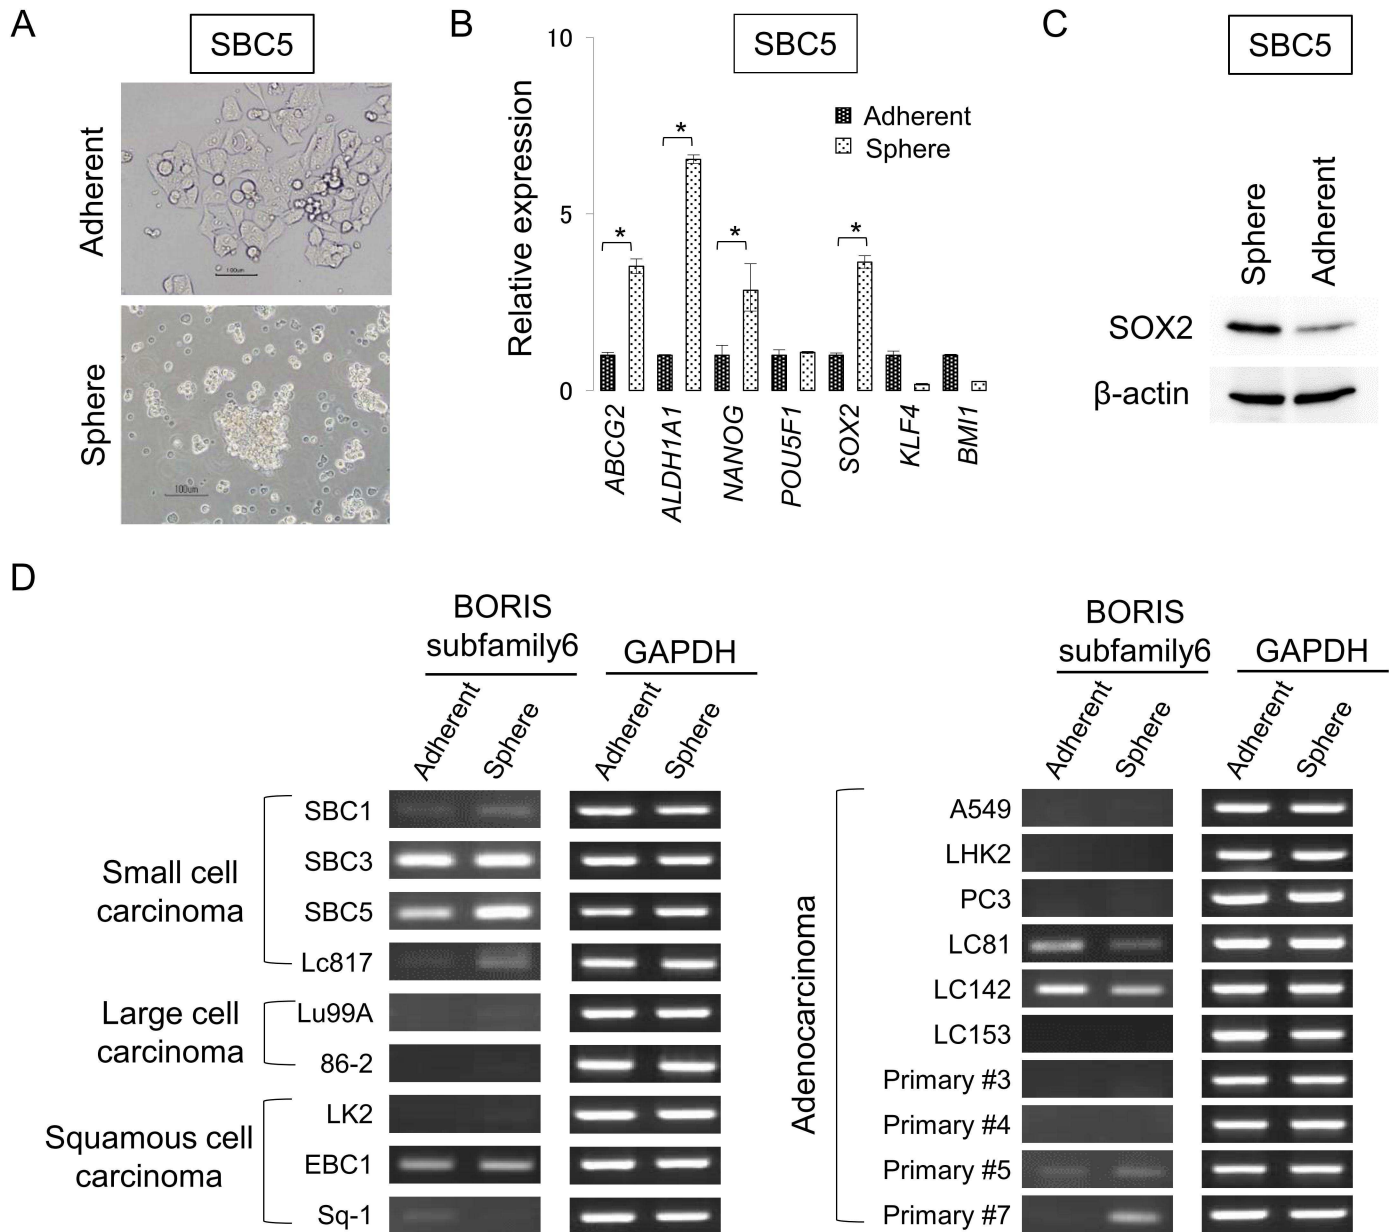 A
SBC5
Adherent
100um
Sphere
100um
B
SBC5
Relative expression
10
5
0
Adherent
Sphere
*
*
*
*
ABCG2
ALDH1A1
NANOG
POU5F1
SOX2
KLF4
BMI1
C
SBC5
Sphere
Adherent
SOX2
β-actin
D
BORIS
subfamily6
GAPDH
Adherent
Sphere
Adherent
Sphere
Small cell
carcinoma
SBC1
SBC3
SBC5
Lc817
Large cell
carcinoma
Lu99A
86-2
Squamous cell
carcinoma
LK2
EBC1
Sq-1
BORIS
subfamily6
GAPDH
Adherent
Sphere
Adherent
Sphere
Adenocarcinoma
A549
LHK2
PC3
LC81
LC142
LC153
Primary #3
Primary #4
Primary #5
Primary #7